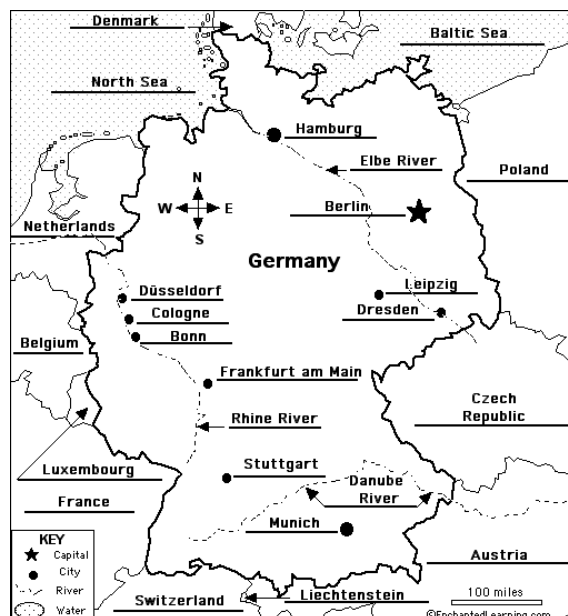 Denmark
Baltic Sea
North Sea
Hamburg
Elbe River
Poland
N
W E
S
Berlin
Netherlands
Germany
Düsseldorf
Leipzig
Cologne
Dresden
Bonn
Belgium
Frankfurt am Main
Czech
Republic
Rhine River
Luxembourg
Stuttgart
Danube
River
France
Munich
KEY
Capital
City
River
Water
Austria
Switzerland
Liechtenstein
100 miles
©EnchantedLearning.com